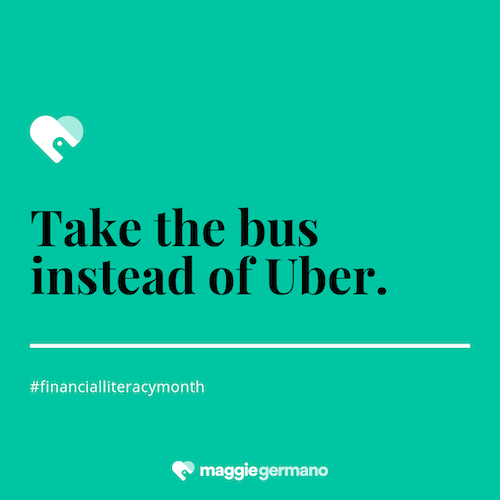 Take the bus
instead of Uber.
#financialliteracymonth
maggiegermano